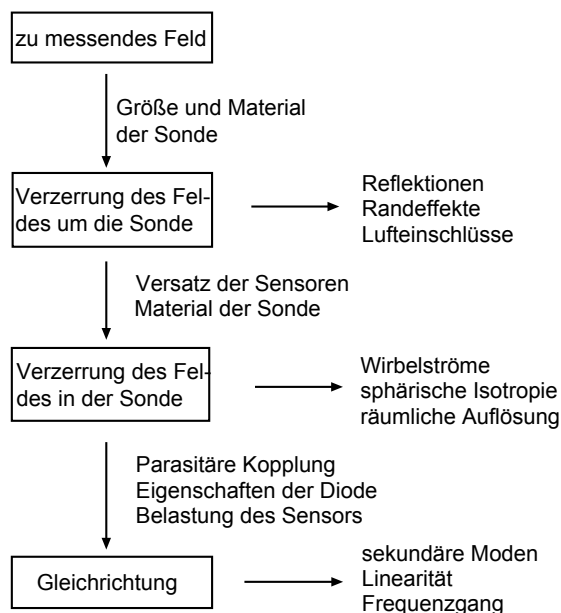 zu messendes Feld
Größe und Material
der Sonde
Verzerrung des Fel-
des um die Sonde
Reflektionen
Randeffekte
Lufteinschlüsse
Versatz der Sensoren
Material der Sonde
Verzerrung des Fel-
des in der Sonde
Wirbelströme
sphärische Isotropie
räumliche Auflösung
Parasitäre Kopplung
Eigenschaften der Diode
Belastung des Sensors
Gleichrichtung
sekundäre Moden
Linearität
Frequenzgang